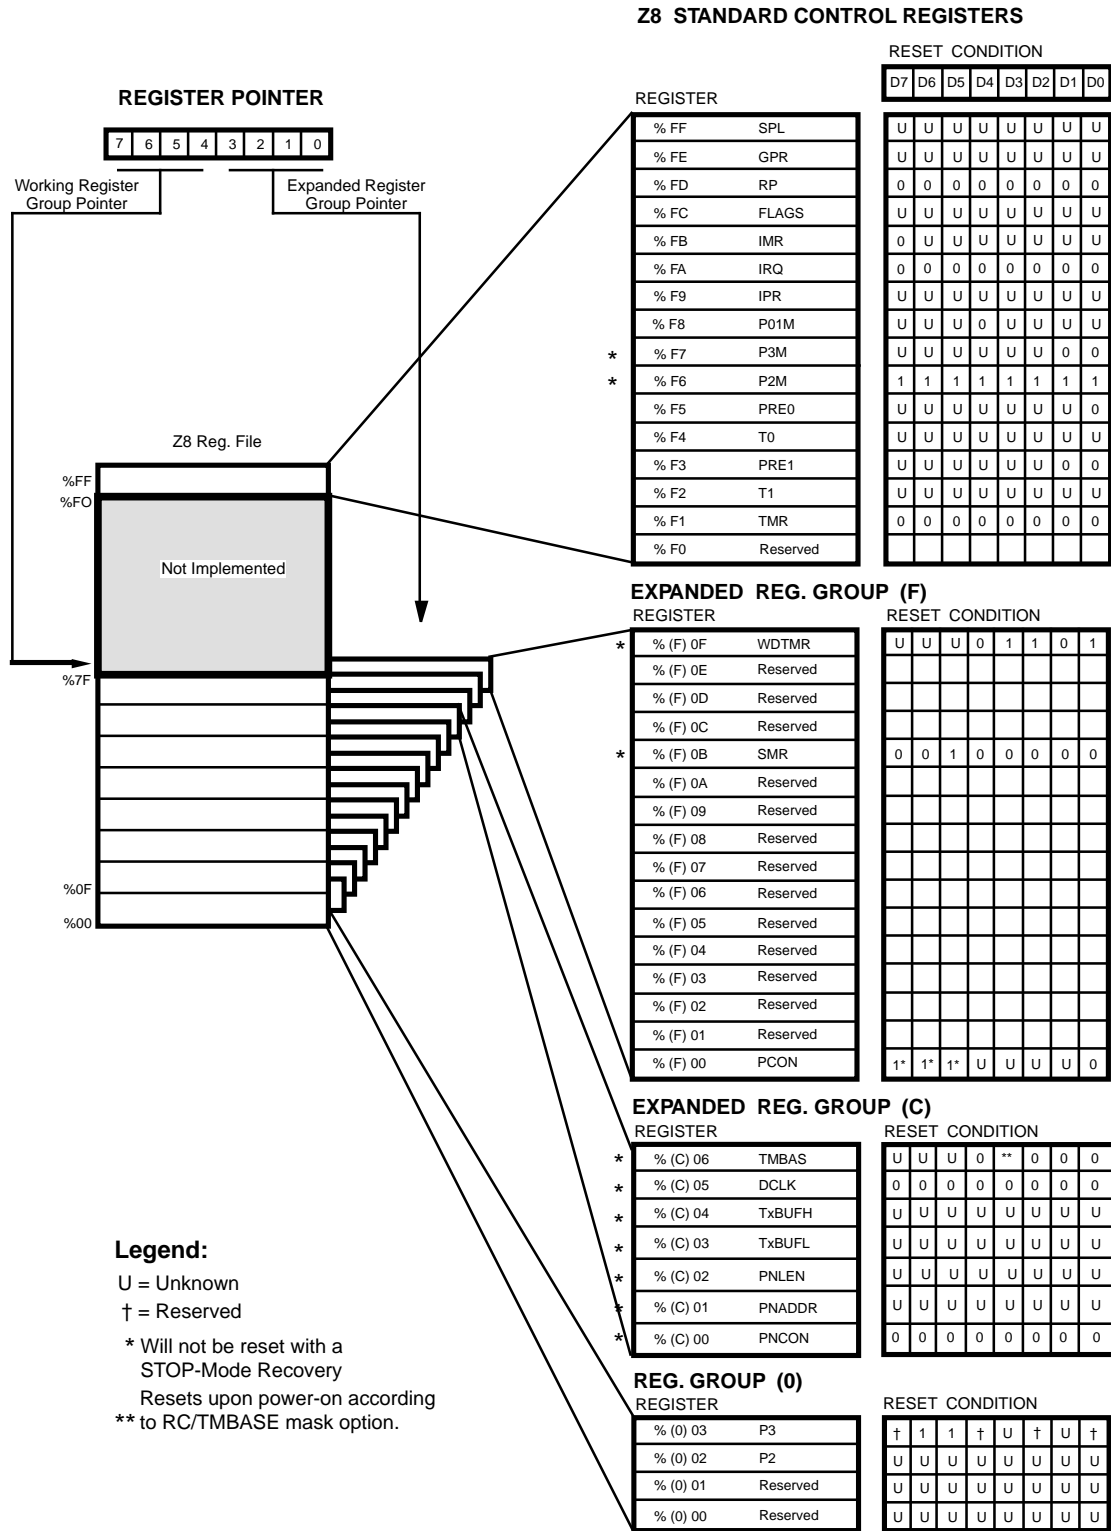 Z8 STANDARD CONTROL REGISTERS
RESET CONDITION
D7 D6 D5 D4 D3 D2 D1 D0
REGISTER POINTER
7 6 5 4 3 2 1 0
Working Register
Group Pointer
Expanded Register
Group Pointer
REGISTER
% FF SPL U U U U U U U U
% FE GPR U U U U U U U U
% FD RP 0 0 0 0 0 0 0 0
% FC FLAGS U U U U U U U U
% FB IMR 0 U U U U U U U
% FA IRQ 0 0 0 0 0 0 0 0
% F9 IPR U U U U U U U U
% F8 P01M U U U 0 U U U U
* % F7 P3M U U U U U U 0 0
* % F6 P2M 1 1 1 1 1 1 1 1
% F5 PRE0 U U U U U U U 0
% F4 T0 U U U U U U U U
% F3 PRE1 U U U U U U 0 0
% F2 T1 U U U U U U U U
% F1 TMR 0 0 0 0 0 0 0 0
% F0 Reserved
Z8 Reg. File
%FF
%FO
Not Implemented
%7F
%0F
%00
EXPANDED REG. GROUP (F)
REGISTER RESET CONDITION
* % (F) 0F WDTMR U U U 0 1 1 0 1
% (F) 0E Reserved
% (F) 0D Reserved
% (F) 0C Reserved
* % (F) 0B SMR 0 0 1 0 0 0 0 0
% (F) 0A Reserved
% (F) 09 Reserved
% (F) 08 Reserved
% (F) 07 Reserved
% (F) 06 Reserved
% (F) 05 Reserved
% (F) 04 Reserved
% (F) 03 Reserved
% (F) 02 Reserved
% (F) 01 Reserved
% (F) 00 PCON 1* 1* 1* U U U U 0
EXPANDED REG. GROUP (C)
REGISTER RESET CONDITION
* % (C) 06 TMBAS U U U 0 ** 0 0 0
* % (C) 05 DCLK 0 0 0 0 0 0 0 0
* % (C) 04 TxBUFH U U U U U U U U
* % (C) 03 TxBUFL U U U U U U U U
* % (C) 02 PNLEN U U U U U U U U
* % (C) 01 PNADDR U U U U U U U U
* % (C) 00 PNCON 0 0 0 0 0 0 0 0
REG. GROUP (0)
REGISTER RESET CONDITION
% (0) 03 P3 † 1 1 † U † U †
% (0) 02 P2 U U U U U U U U
% (0) 01 Reserved U U U U U U U U
% (0) 00 Reserved U U U U U U U U
Legend:
U = Unknown
† = Reserved
* Will not be reset with a
STOP-Mode Recovery
Resets upon power-on according
** to RC/TMBASE mask option.